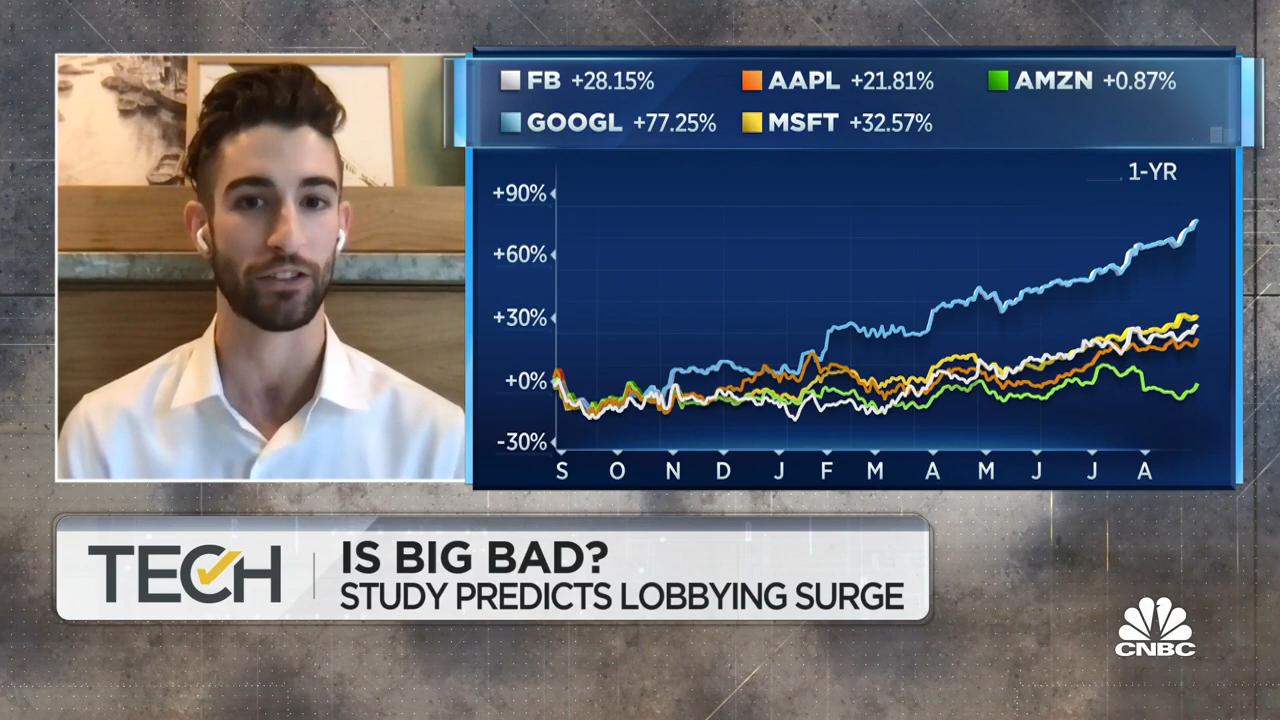 FB +28.15% AAPL +21.81% AMZN +0.87%
GOOGL +77.25% MSFT +32.57%
1-YR
+90%
+60%
+30%
+0%
-30%
S O N D J F M A M J J A
TECH
IS BIG BAD?
STUDY PREDICTS LOBBYING SURGE
CNBC